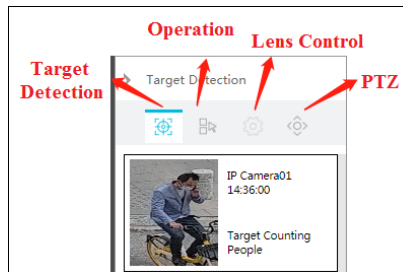 Operation
Lens Control
Target
Detection
PTZ
Target Detection
IP Camera01
14:36:00
Target Counting
People